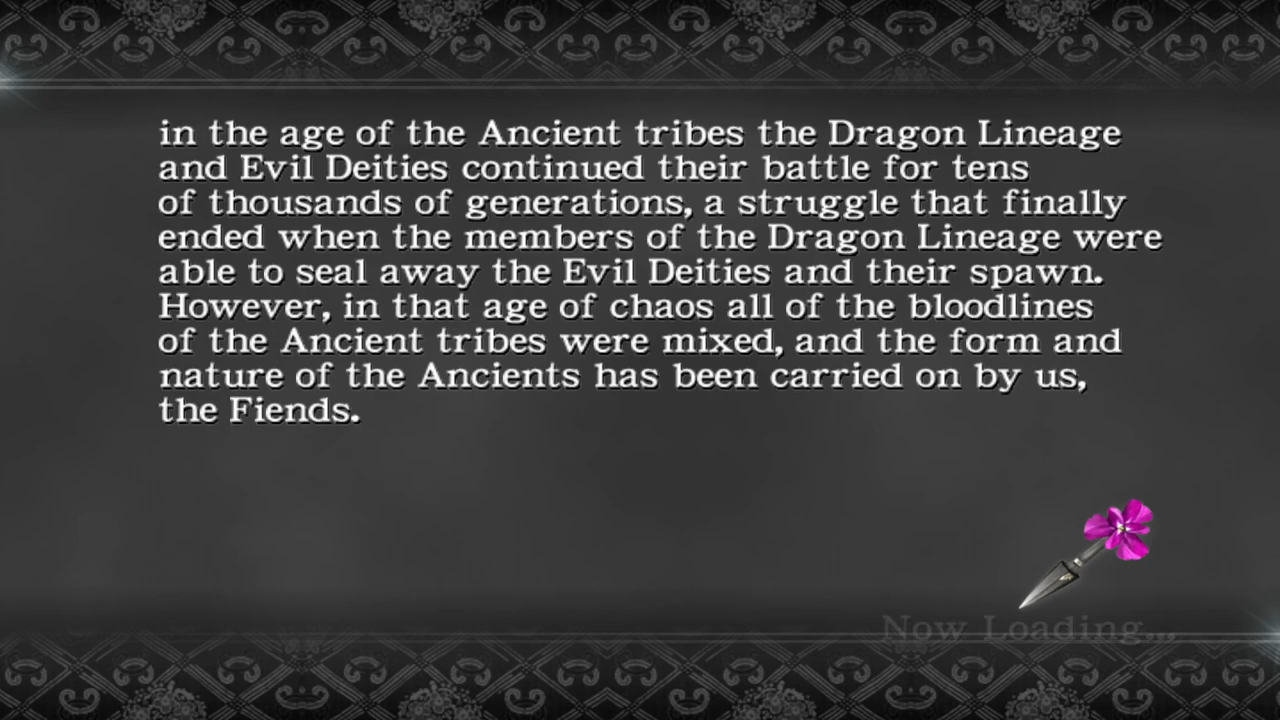 in the age of the Ancient tribes the Dragon Lineage
and Evil Deities continued their battle for tens
of thousands of generations, a struggle that finally
ended when the members of the Dragon Lineage were
able to seal away the Evil Deities and their spawn.
However, in that age of chaos all of the bloodlines
of the Ancient tribes were mixed, and the form and
nature of the Ancients has been carried on by us,
the Fiends.
Now Loading...